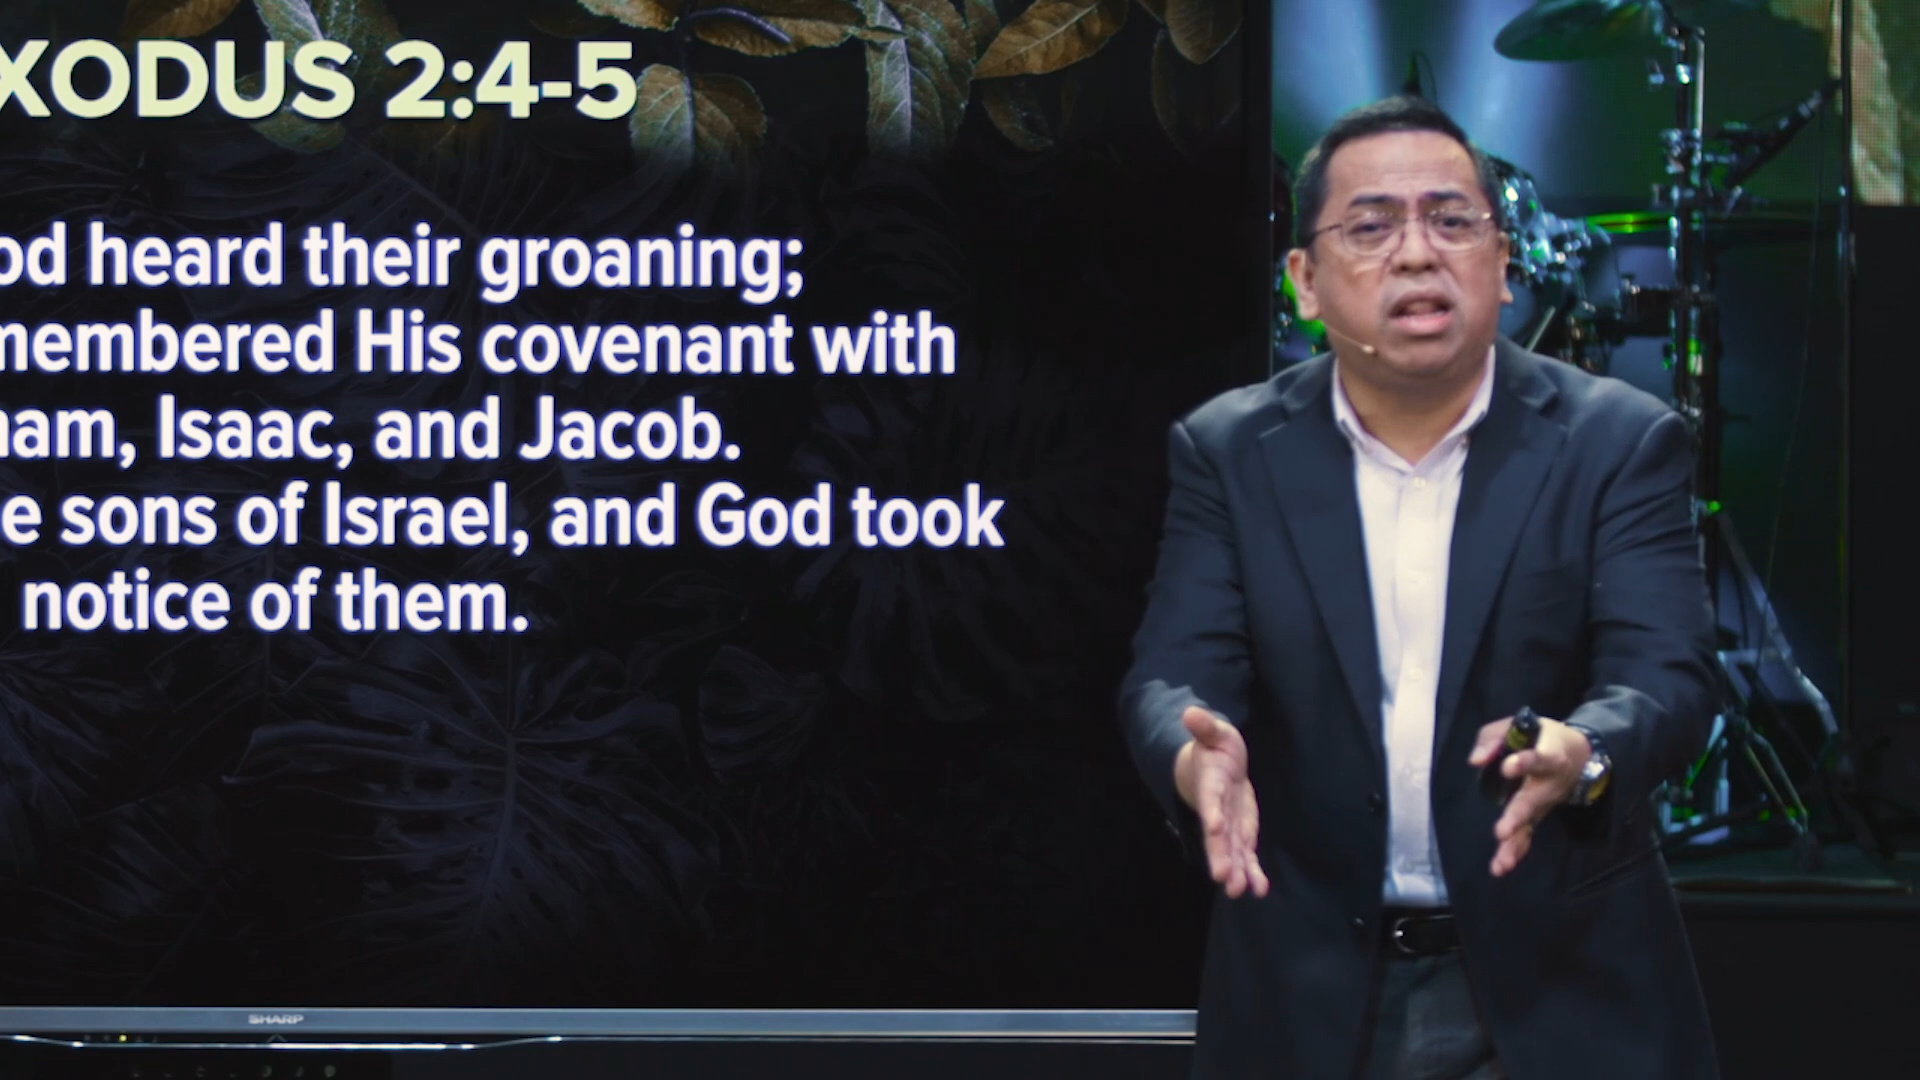 XODUS 2:4-5
od heard their groaning;
membered His covenant with
ham, Isaac, and Jacob.
e sons of Israel, and God took
notice of them.
SHARP